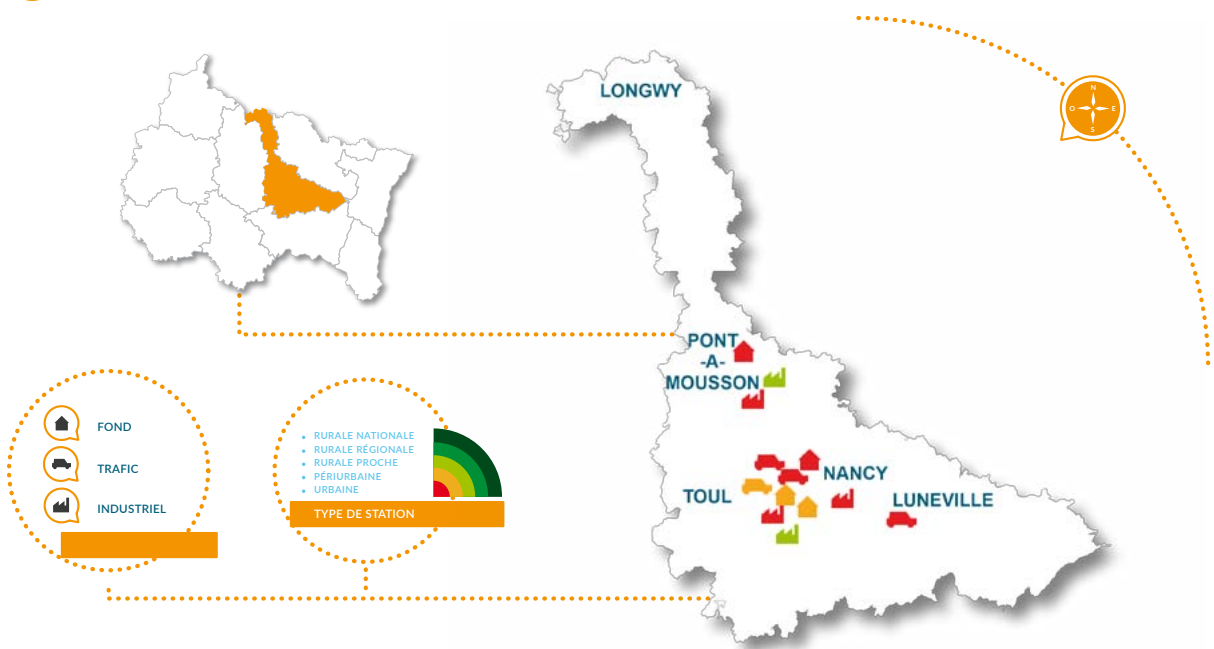 LONGWY
N
O
E
S
PONT
-A-
MOUSSON
NANCY
TOUL
LUNEVILLE
FOND
TRAFIC
INDUSTRIEL
RURALE NATIONALE
RURALE RÉGIONALE
RURALE PROCHE
PÉRIURBAINE
URBAINE
TYPE DE STATION